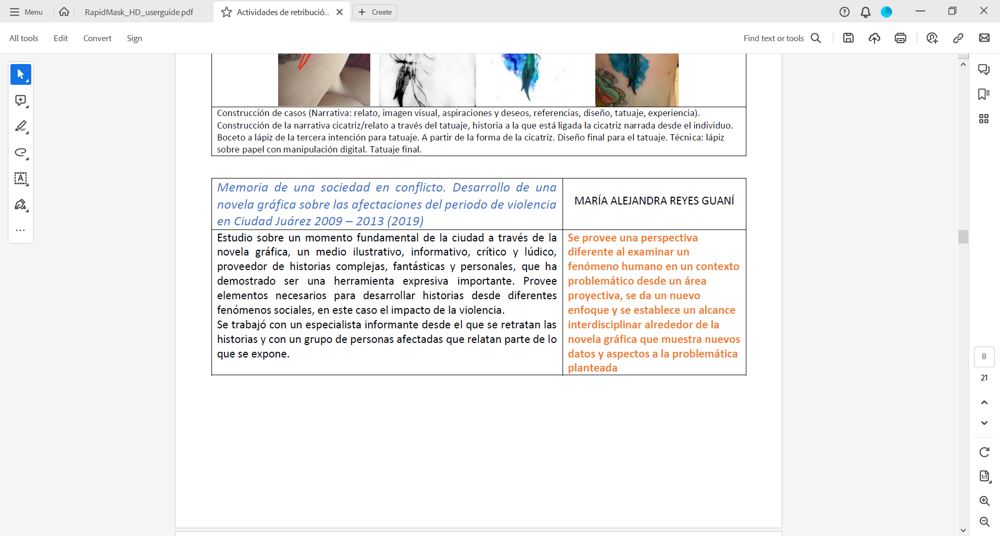 Menu
RapidMask_HD_userguide.pdf
Actividades de retribució...
Create
All tools
Edit
Convert
Sign
Find text or tools
Construcción de casos (Narrativa: relato, imagen visual, aspiraciones y deseos, referencias, diseño, tatuaje, experiencia).
Construcción de la narrativa cicatriz/relato a través del tatuaje, historia a la que está ligada la cicatriz narrada desde el individuo.
Boceto a lápiz de la tercera intención para tatuaje. A partir de la forma de la cicatriz. Diseño final para el tatuaje. Técnica: lápiz
sobre papel con manipulación digital. Tatuaje final.
Memoria de una sociedad en conflicto. Desarrollo de una
novela gráfica sobre las afectaciones del periodo de violencia
en Ciudad Juárez 2009 – 2013 (2019)
MARÍA ALEJANDRA REYES GUANÍ
Estudio sobre un momento fundamental de la ciudad a través de la
novela gráfica, un medio ilustrativo, informativo, crítico y lúdico,
proveedor de historias complejas, fantásticas y personales, que ha
demostrado ser una herramienta expresiva importante. Provee
elementos necesarios para desarrollar historias desde diferentes
fenómenos sociales, en este caso el impacto de la violencia.
Se trabajó con un especialista informante desde el que se retratan las
historias y con un grupo de personas afectadas que relatan parte de lo
que se expone.
Se provee una perspectiva
diferente al examinar un
fenómeno humano en un contexto
problemático desde un área
proyectiva, se da un nuevo
enfoque y se establece un alcance
interdisciplinar alrededor de la
novela gráfica que muestra nuevos
datos y aspectos a la problemática
planteada
8
21
1:1